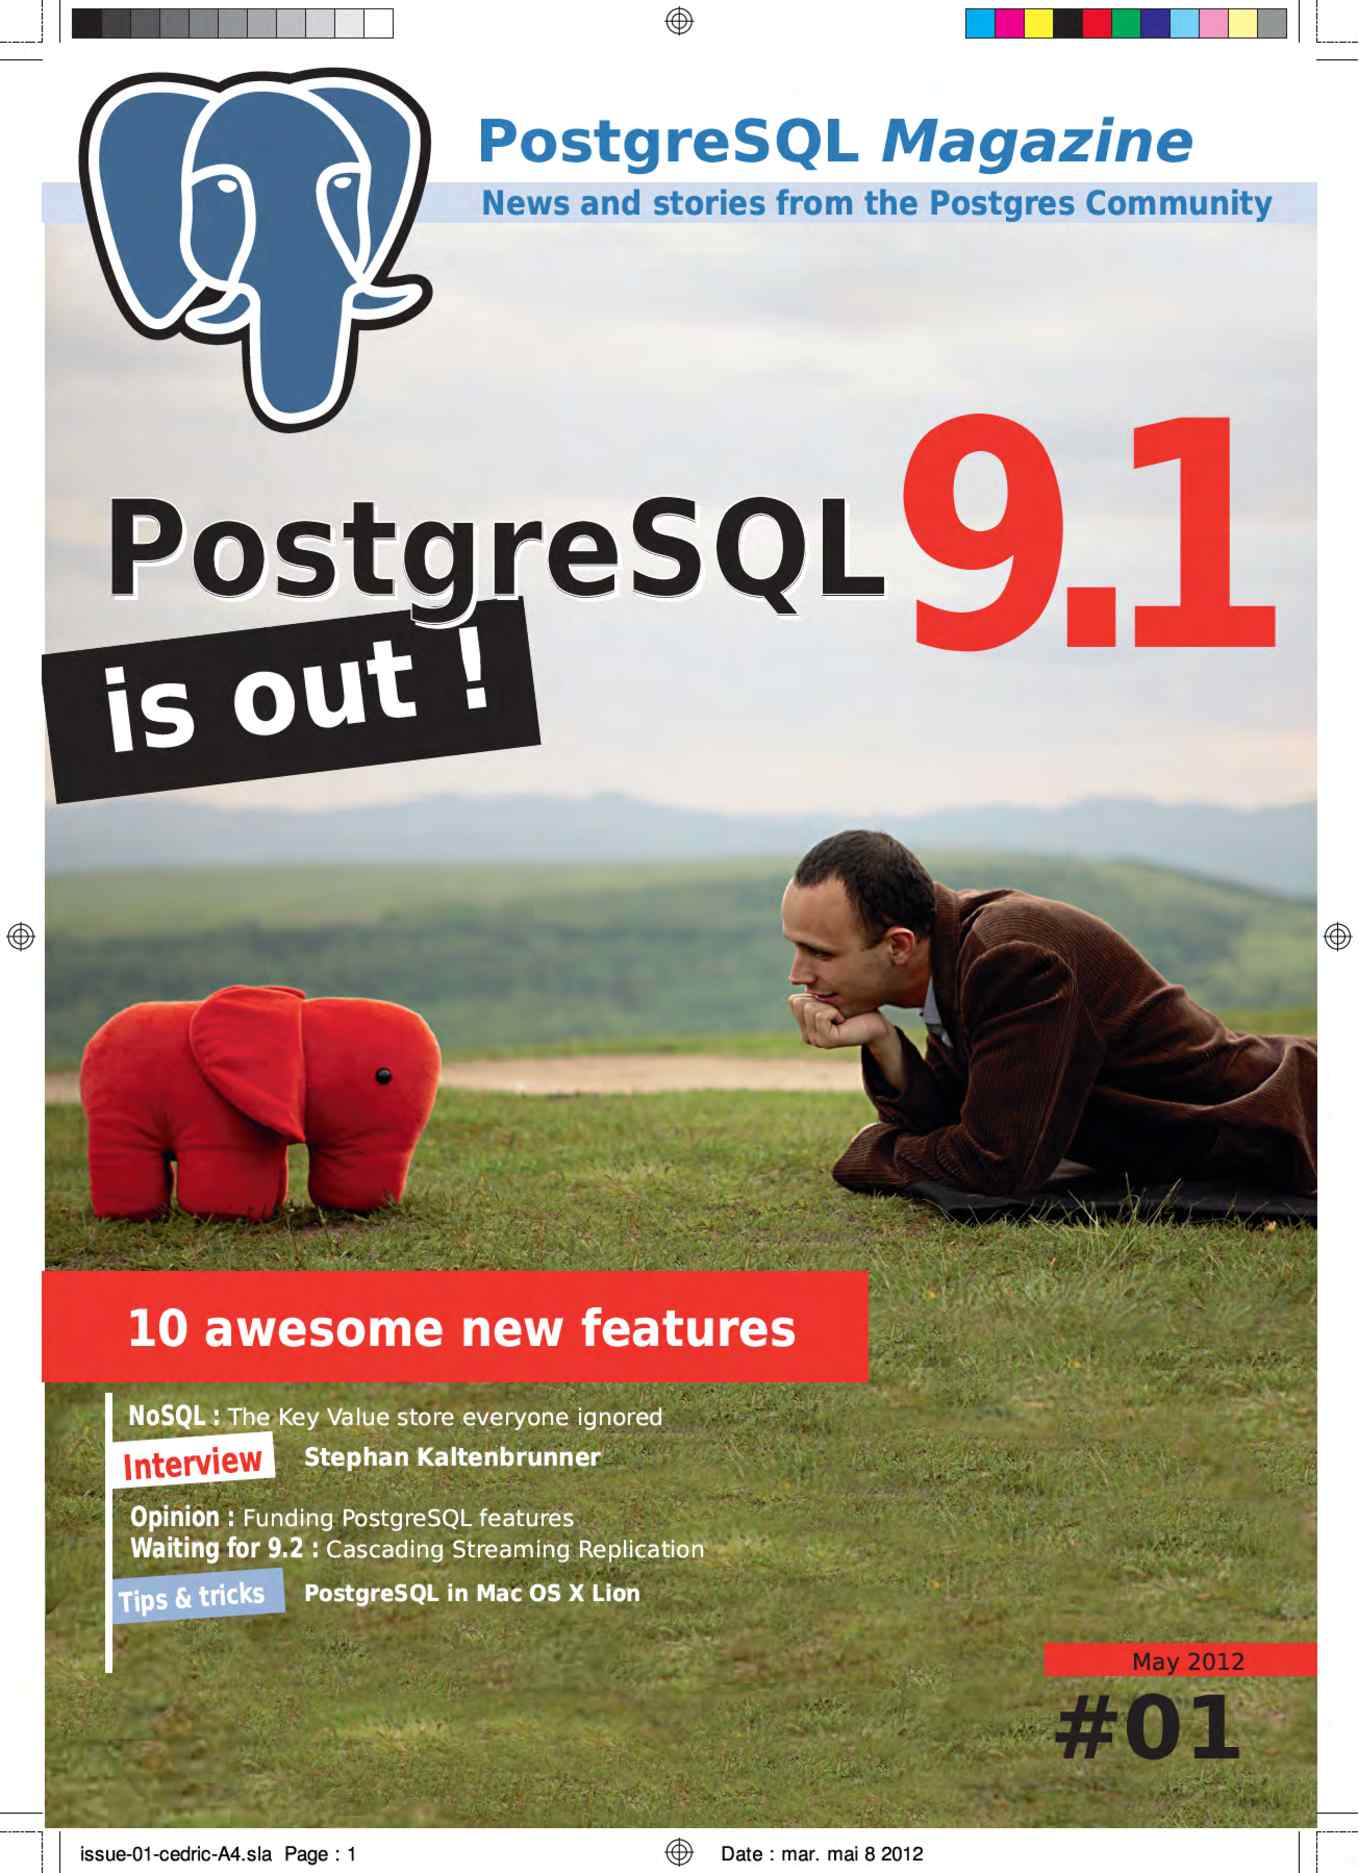 PostgreSQL Magazine
News and stories from the Postgres Community
PostgreSQL 9.1
is out !
10 awesome new features
NoSQL : The Key Value store everyone ignored
Interview Stephan Kaltenbrunner
Opinion : Funding PostgreSQL features
Waiting for 9.2 : Cascading Streaming Replication
Tips & tricks PostgreSQL in Mac OS X Lion
May 2012
#01
issue-01-cedric-A4.sla Page : 1 Date : mar. mai 8 2012